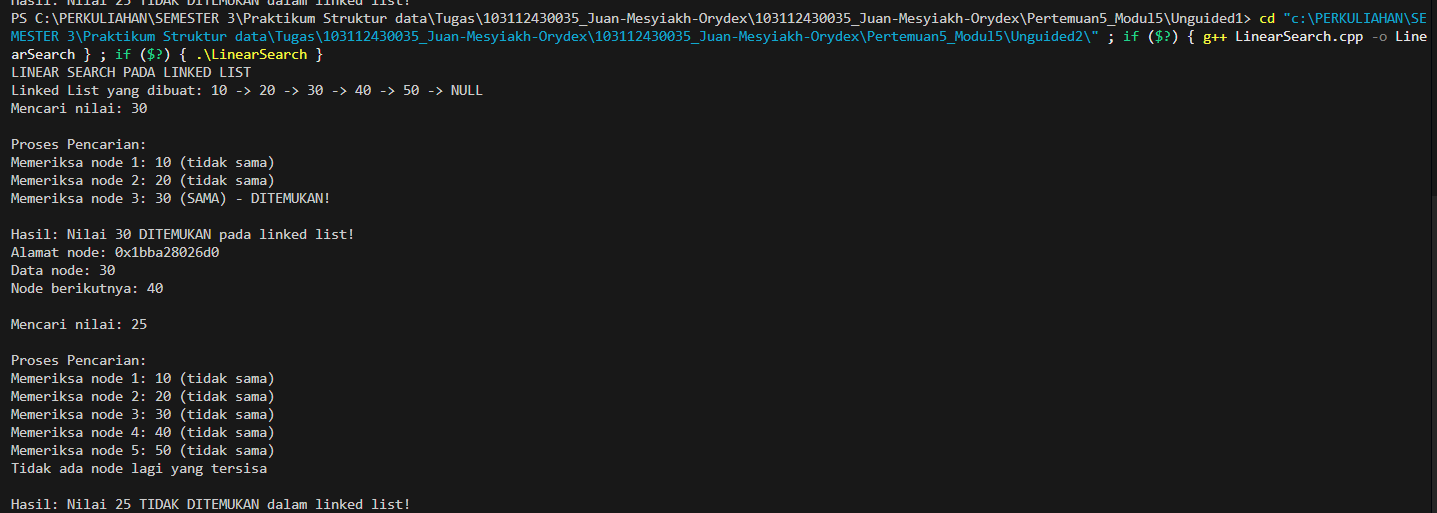 Hasil: Nilai 25 TIDAK DITEMUKAN dalam linked list!
PS C:\PERKULIAHAN\SEMESTER 3\Praktikum Struktur data\Tugas\103112430035_Juan-Mesyiakh-Orydex\103112430035_Juan-Mesyiakh-Orydex\Pertemuan5_Modul5\Unguided1> cd "c:\PERKULIAHAN\SE
MESTER 3\Praktikum Struktur data\Tugas\103112430035_Juan-Mesyiakh-Orydex\103112430035_Juan-Mesyiakh-Orydex\Pertemuan5_Modul5\Unguided2\" ; if ($?) { g++ LinearSearch.cpp -o Line
arSearch } ; if ($?) { .\LinearSearch }
LINEAR SEARCH PADA LINKED LIST
Linked List yang dibuat: 10 -> 20 -> 30 -> 40 -> 50 -> NULL
Mencari nilai: 30
Proses Pencarian:
Memeriksa node 1: 10 (tidak sama)
Memeriksa node 2: 20 (tidak sama)
Memeriksa node 3: 30 (SAMA) - DITEMUKAN!
Hasil: Nilai 30 DITEMUKAN pada linked list!
Alamat node: 0x1bba28026d0
Data node: 30
Node berikutnya: 40
Mencari nilai: 25
Proses Pencarian:
Memeriksa node 1: 10 (tidak sama)
Memeriksa node 2: 20 (tidak sama)
Memeriksa node 3: 30 (tidak sama)
Memeriksa node 4: 40 (tidak sama)
Memeriksa node 5: 50 (tidak sama)
Tidak ada node lagi yang tersisa
Hasil: Nilai 25 TIDAK DITEMUKAN dalam linked list!